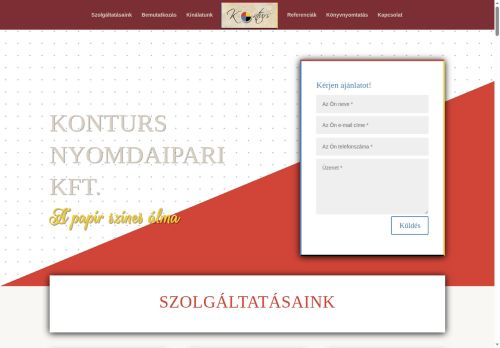 Szolgáltatásaink Bemutatkozás Kínálatunk Konturs Referenciák Könyvnyomtatás Kapcsolat
Kérjen ajánlatot!
Az Ön neve *
Az Ön e-mail címe *
Az Ön telefonszáma *
Üzenet *
Küldés
KONTURS
NYOMDAIPARI
KFT.
A papír színes álma
SZOLGÁLTATÁSAINK